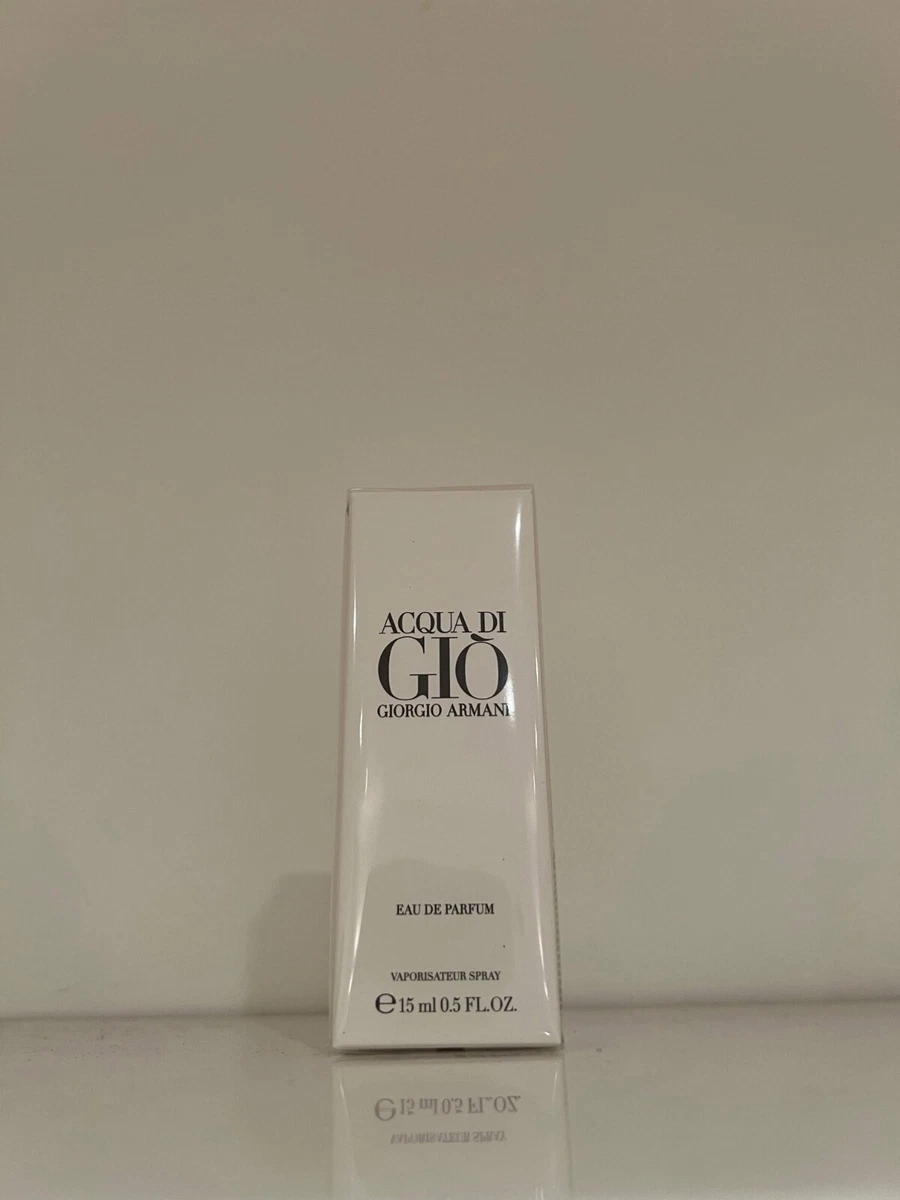 ACQUA DI
GIÒ
GIORGIO ARMANI
EAU DE PARFUM
VAPORISATEUR SPRAY
℮ 15 ml 0.5 FL.OZ.